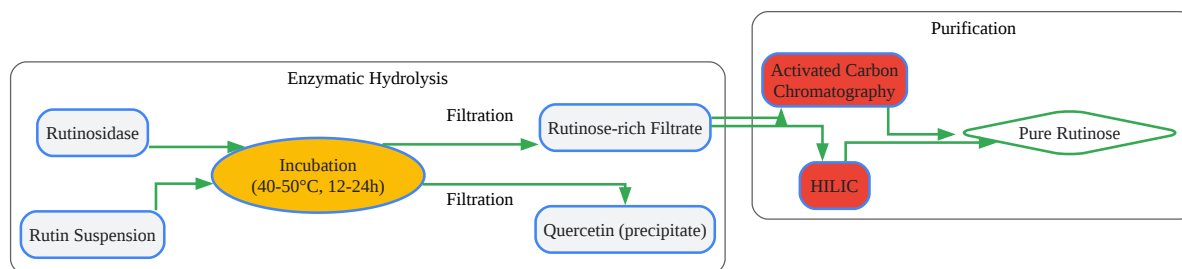 Purification
Enzymatic Hydrolysis
Activated Carbon
Chromatography
Filtration
Rutinosidase
Rutinose-rich Filtrate
Pure Rutinose
Incubation
(40-50°C, 12-24h)
HILIC
Filtration
Rutin Suspension
Quercetin (precipitate)